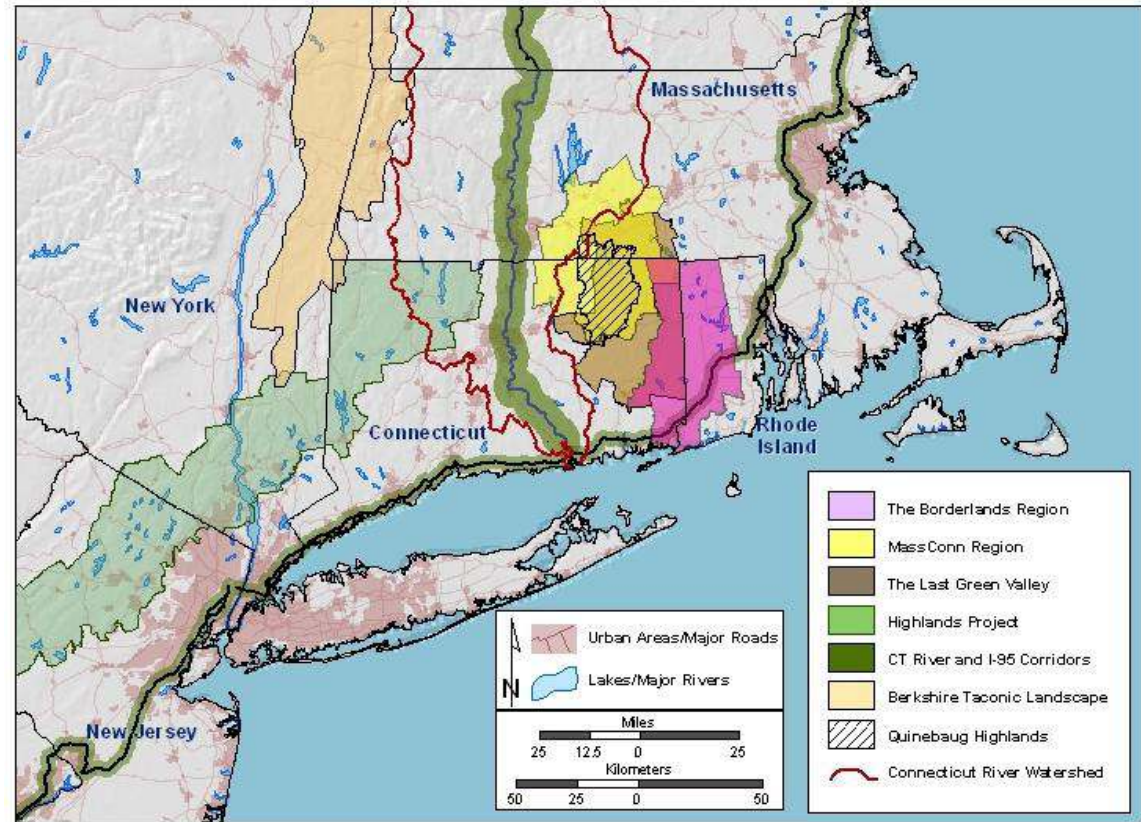 Massachusetts
New York
Connecticut
Rhode
Island
New Jersey
The Borderlands Region
MassConn Region
The Last Green Valley
Highlands Project
CT River and I-95 Corridors
Berkshire Taconic Landscape
Quinebaug Highlands
Connecticut River Watershed
Urban Areas/Major Roads
Lakes/Major Rivers
N
Miles
25 12.5 0 25
Kilometers
50 25 0 50